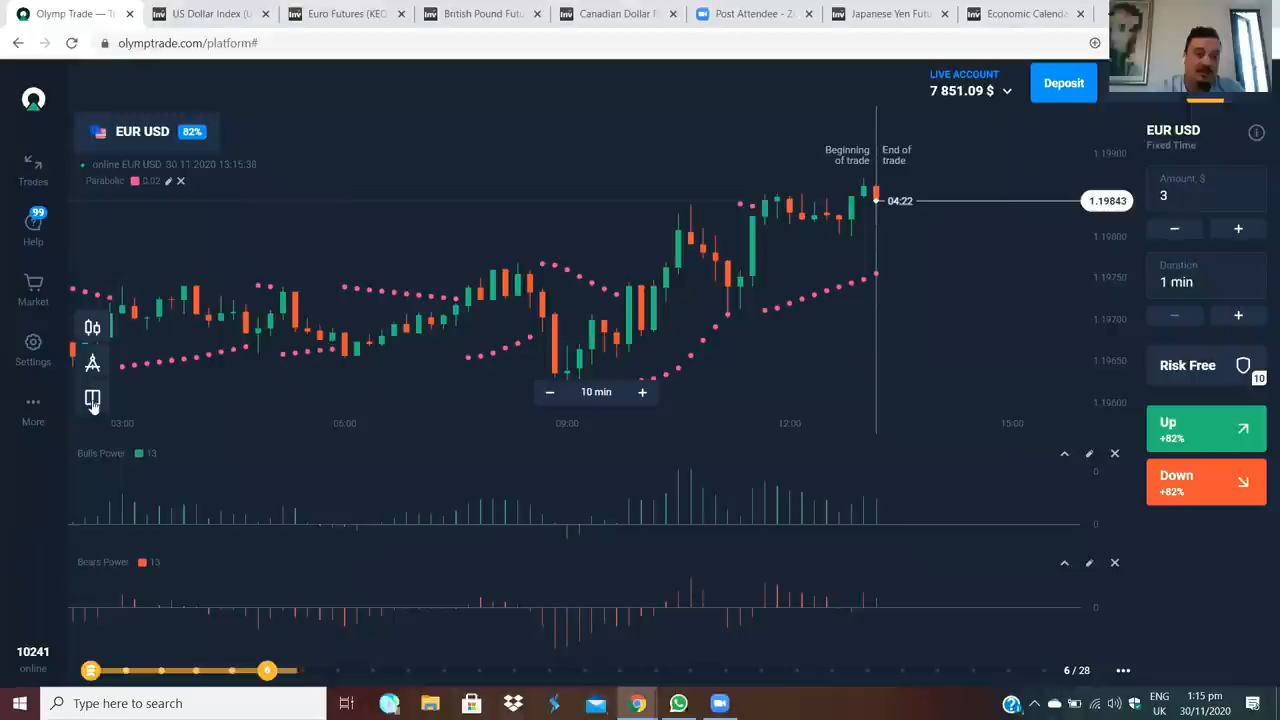 Olymp Trade — T
US Dollar Index (U
Euro Futures (KEC
British Pound Futu
Canadian Dollar F
Post Attendee - Z
Japanese Yen Futu
Economic Calenda
olymptrade.com/platform#
LIVE ACCOUNT
7 851.09 $
Deposit
EUR USD 82%
online EUR USD 30.11.2020 13:15:38
Parabolic 0.02
Beginning of trade
End of trade
04:22
1.19900
1.19843
1.19800
1.19750
1.19700
1.19650
1.19600
Trades
99
Help
Market
Settings
More
10 min
03:00
06:00
09:00
12:00
15:00
Bulls Power 13
0
0
Bears Power 13
0
EUR USD
Fixed Time
Amount, $
3
Duration
1 min
Risk Free
10
Up
+82%
Down
+82%
10241
online
6
6 / 28
Type here to search
ENG
UK
1:15 pm
30/11/2020